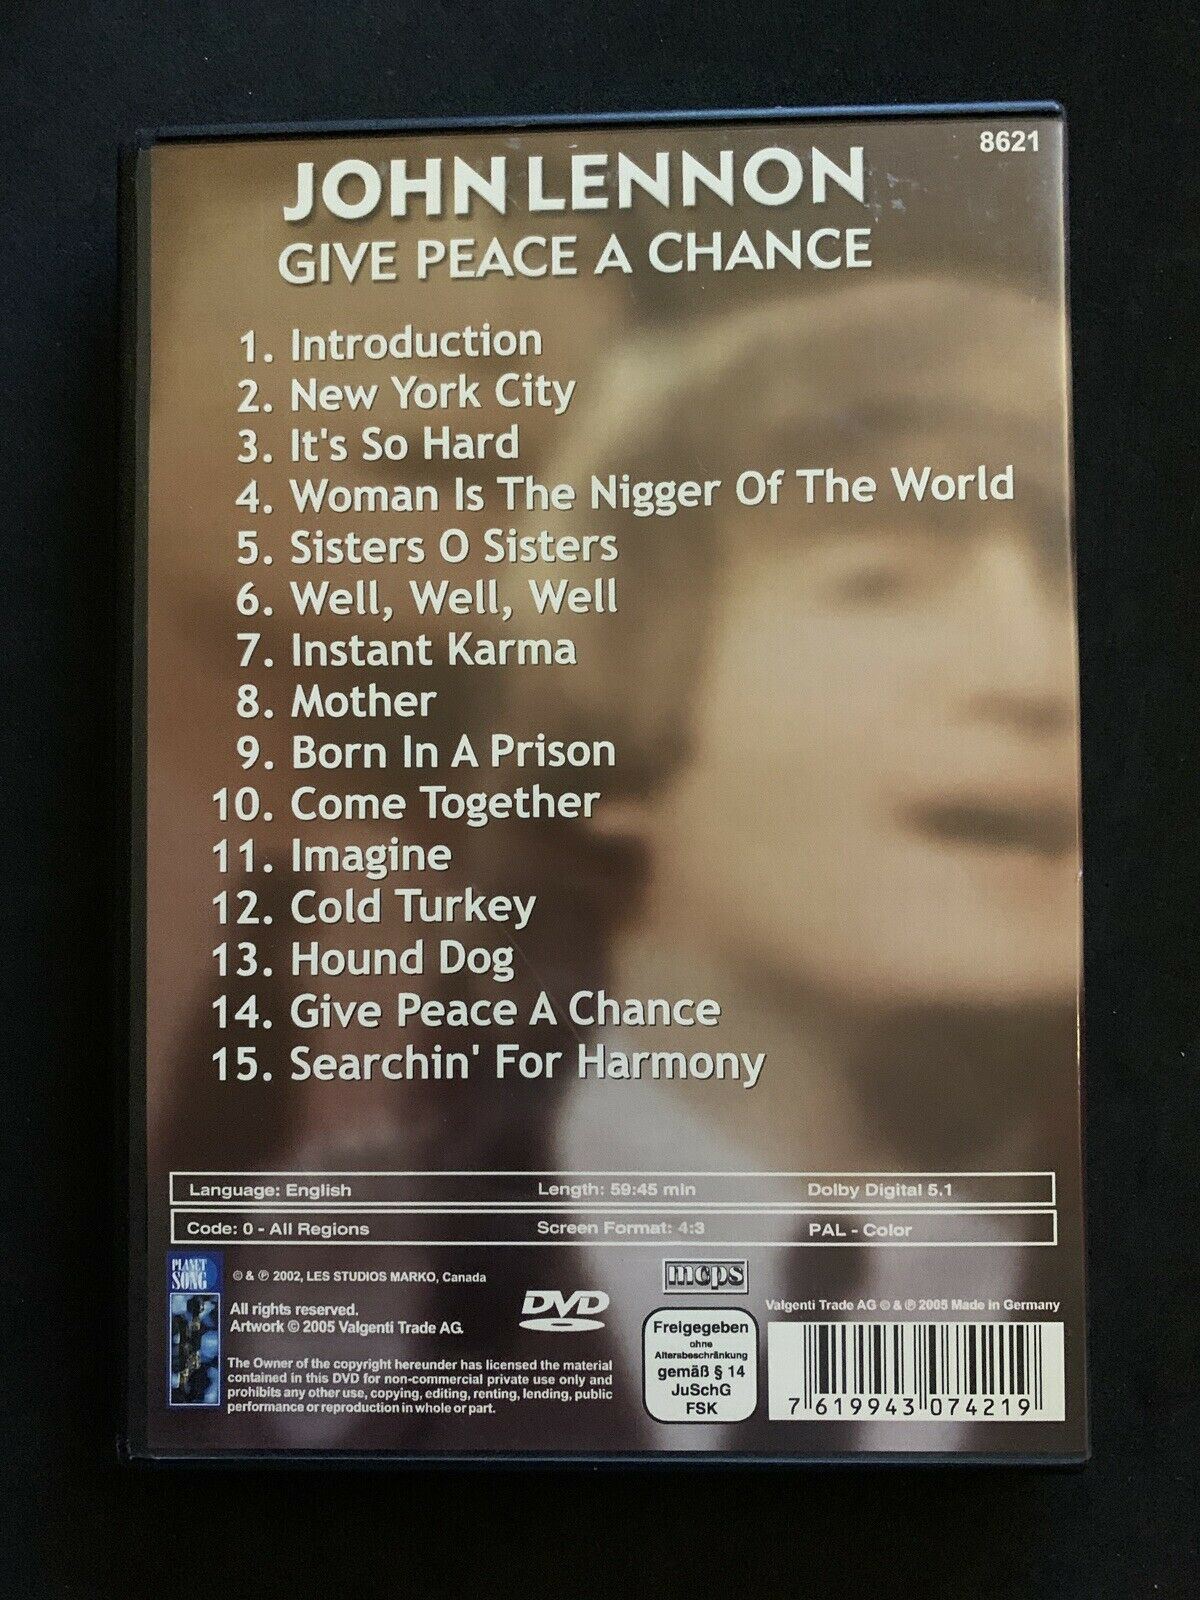 8621
JOHN LENNON
GIVE PEACE A CHANCE
1. Introduction
2. New York City
3. It's So Hard
4. Woman Is The Nigger Of The World
5. Sisters O Sisters
6. Well, Well, Well
7. Instant Karma
8. Mother
9. Born In A Prison
10. Come Together
11. Imagine
12. Cold Turkey
13. Hound Dog
14. Give Peace A Chance
15. Searchin' For Harmony
Language: English Length: 59:45 min Dolby Digital 5.1
Code: 0 - All Regions Screen Format: 4:3 PAL - Color
PLANET
SONG
© & ℗ 2002, LES STUDIOS MARKO, Canada
All rights reserved.
Artwork © 2005 Valgenti Trade AG.
The Owner of the copyright hereunder has licensed the material
contained in this DVD for non-commercial private use only and
prohibits any other use, copying, editing, renting, lending, public
performance or reproduction in whole or part.
DVD
mcps
Freigegeben
ohne
Altersbeschränkung
gemäß § 14
JuSchG
FSK
Valgenti Trade AG © & ℗ 2005 Made in Germany
7 619943 074219